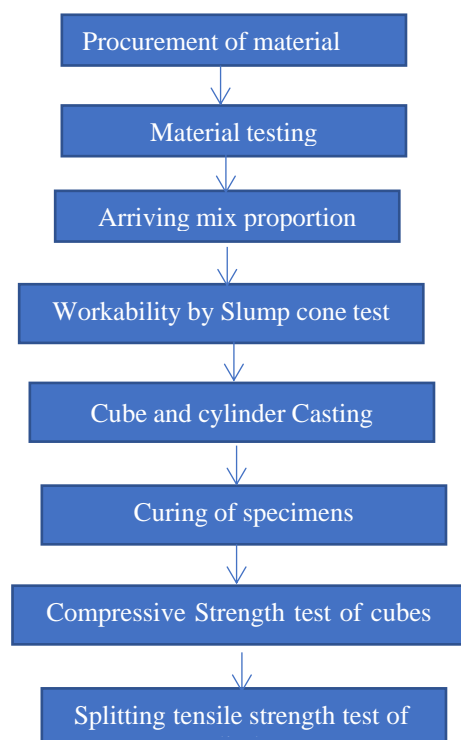 Procurement of material
Material testing
Arriving mix proportion
Workability by Slump cone test
Cube and cylinder Casting
Curing of specimens
Compressive Strength test of cubes
Splitting tensile strength test of